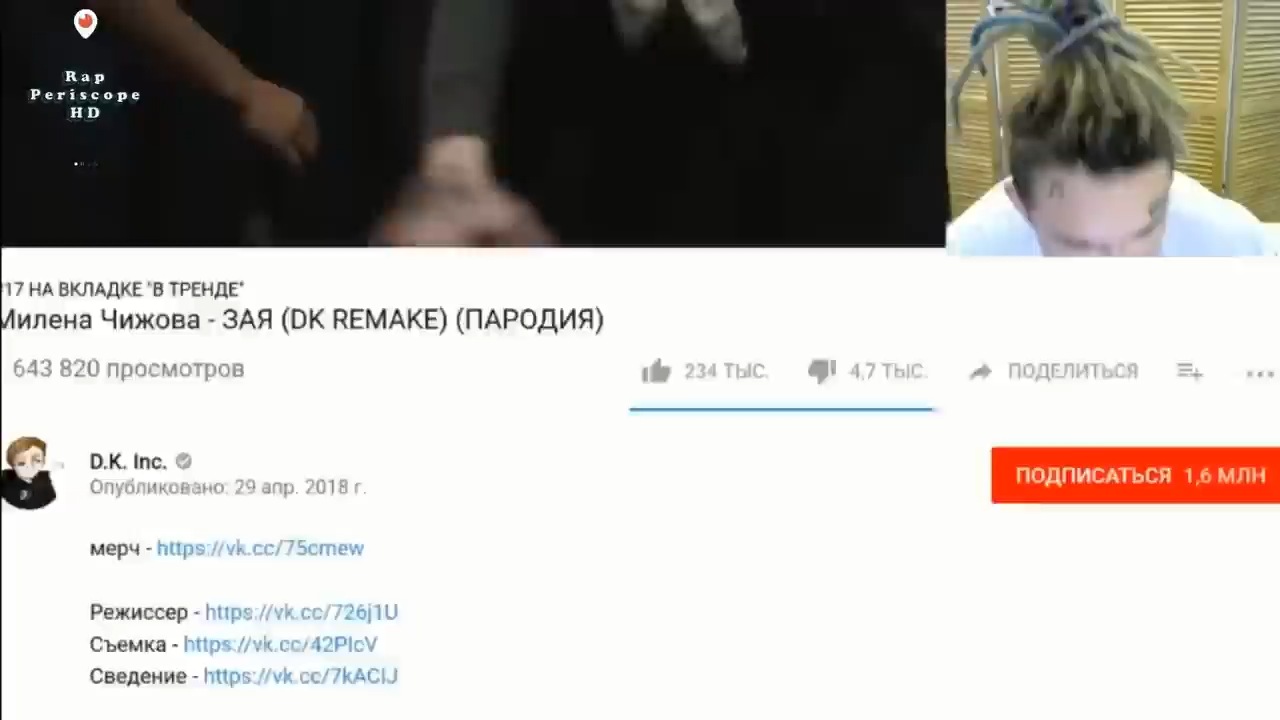 Rap
Periscope
HD
#17 НА ВКЛАДКЕ "В ТРЕНДЕ"
Милена Чижова - ЗАЯ (DK REMAKE) (ПАРОДИЯ)
643 820 просмотров
234 ТЫС.
4,7 ТЫС.
ПОДЕЛИТЬСЯ
D.K. Inc.
Опубликовано: 29 апр. 2018 г.
ПОДПИСАТЬСЯ 1,6 МЛН
мерч - https://vk.cc/75cmew
Режиссер - https://vk.cc/726j1U
Съемка - https://vk.cc/42PIcV
Сведение - https://vk.cc/7kACIJ